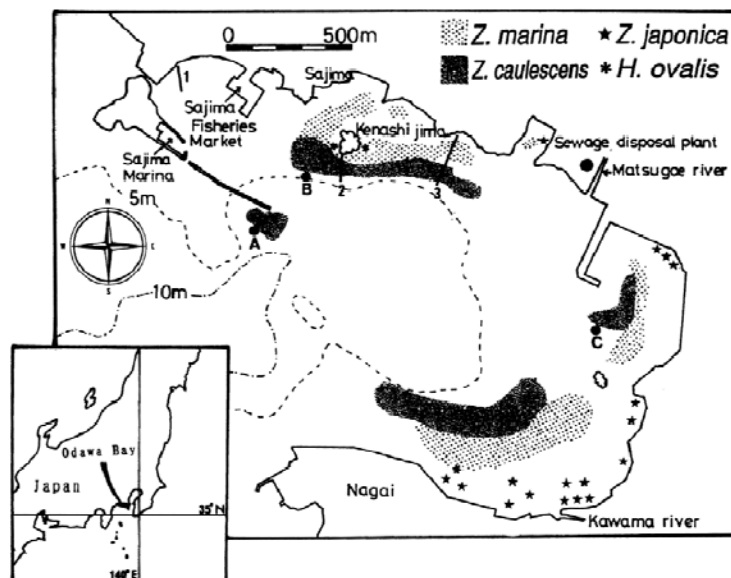 0 500m
Z. marina
Z. japonica
Z. caulescens
H. ovalis
1
Sajima
Sajima
Fisheries
Market
Kenashi jima
Sajima
Marina
Sewage disposal plant
Matsugoe river
5m
B
2
3
A
N
W
E
S
10m
C
Odawa Bay
Japan
35°N
140°E
Nagai
Kawama river